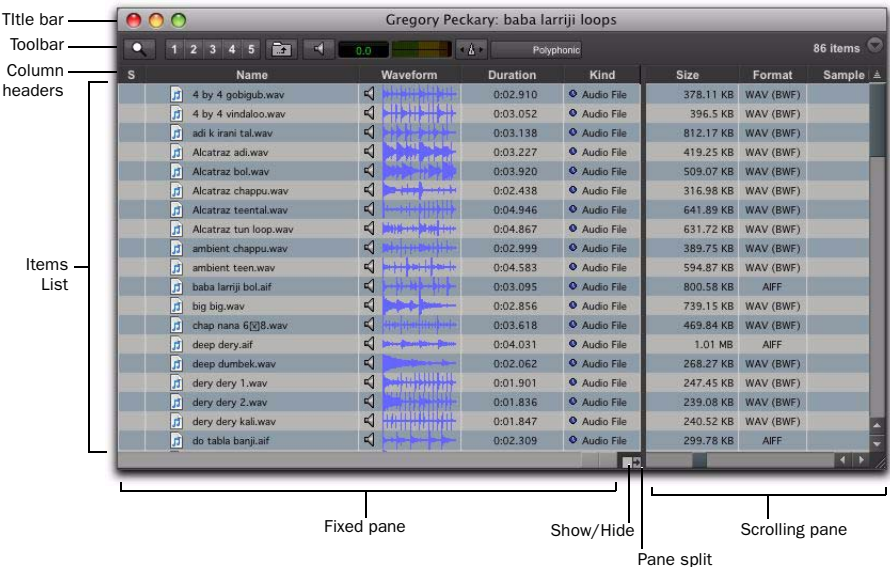 TItle bar
Gregory Peckary: baba larriji loops
Toolbar
1 2 3 4 5
0.0
Polyphonic
86 items
Column headers
S Name Waveform Duration Kind Size Format Sample
4 by 4 gobigub.wav 0:02.910 Audio File 378.11 KB WAV (BWF)
4 by 4 vindaloo.wav 0:03.052 Audio File 396.5 KB WAV (BWF)
adi k irani tal.wav 0:03.138 Audio File 812.17 KB WAV (BWF)
Alcatraz adi.wav 0:03.227 Audio File 419.25 KB WAV (BWF)
Alcatraz bol.wav 0:03.920 Audio File 509.07 KB WAV (BWF)
Alcatraz chappu.wav 0:02.438 Audio File 316.98 KB WAV (BWF)
Alcatraz teental.wav 0:04.946 Audio File 641.89 KB WAV (BWF)
Alcatraz tun loop.wav 0:04.867 Audio File 631.72 KB WAV (BWF)
ambient chappu.wav 0:02.999 Audio File 389.75 KB WAV (BWF)
Items List
ambient teen.wav 0:04.583 Audio File 594.87 KB WAV (BWF)
baba larriji bol.aif 0:03.095 Audio File 800.58 KB AIFF
big big.wav 0:02.856 Audio File 739.15 KB WAV (BWF)
chap nana 6 8.wav 0:03.618 Audio File 469.84 KB WAV (BWF)
deep dery.aif 0:04.031 Audio File 1.01 MB AIFF
deep dumbek.wav 0:02.062 Audio File 268.27 KB WAV (BWF)
dery dery 1.wav 0:01.901 Audio File 247.45 KB WAV (BWF)
dery dery 2.wav 0:01.836 Audio File 239.08 KB WAV (BWF)
dery dery kali.wav 0:01.847 Audio File 240.52 KB WAV (BWF)
do tabla banji.aif 0:02.309 Audio File 299.78 KB AIFF
Fixed pane
Show/Hide
Scrolling pane
Pane split